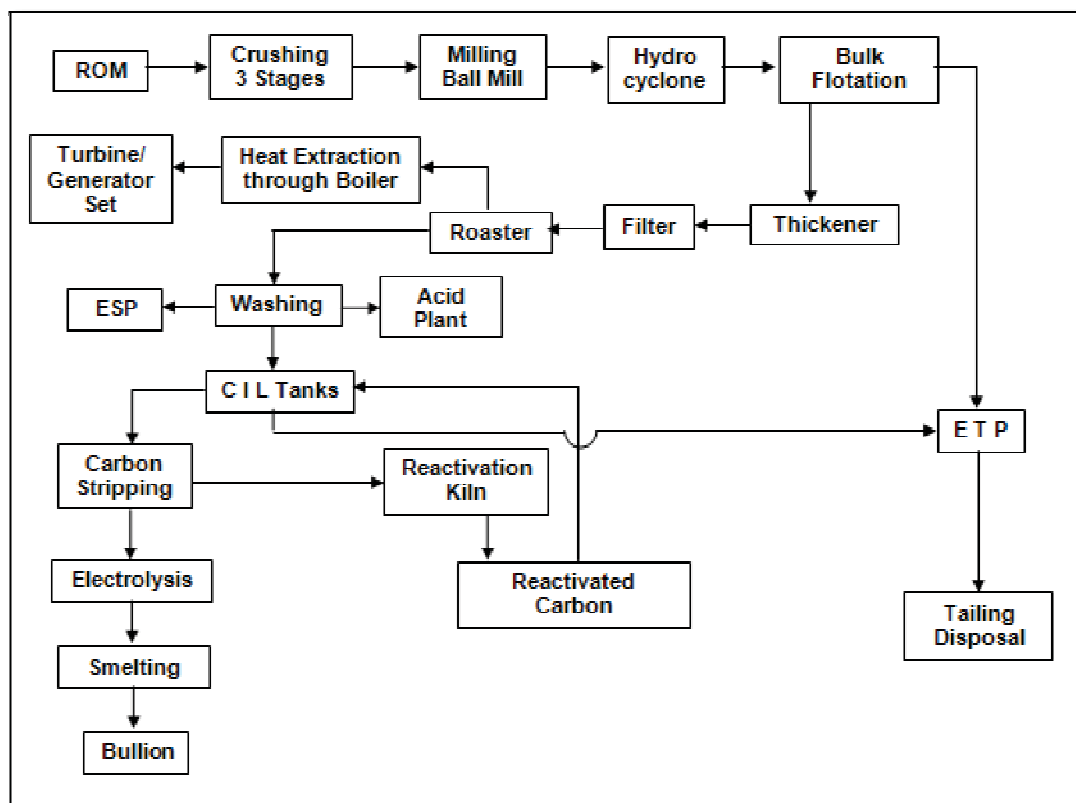 ROM
Crushing
3 Stages
Milling
Ball Mill
Hydro
cyclone
Bulk
Flotation
Turbine/
Generator
Set
Heat Extraction
through Boiler
Roaster
Filter
Thickener
ESP
Washing
Acid
Plant
C I L Tanks
E T P
Carbon
Stripping
Reactivation
Kiln
Electrolysis
Reactivated
Carbon
Tailing
Disposal
Smelting
Bullion